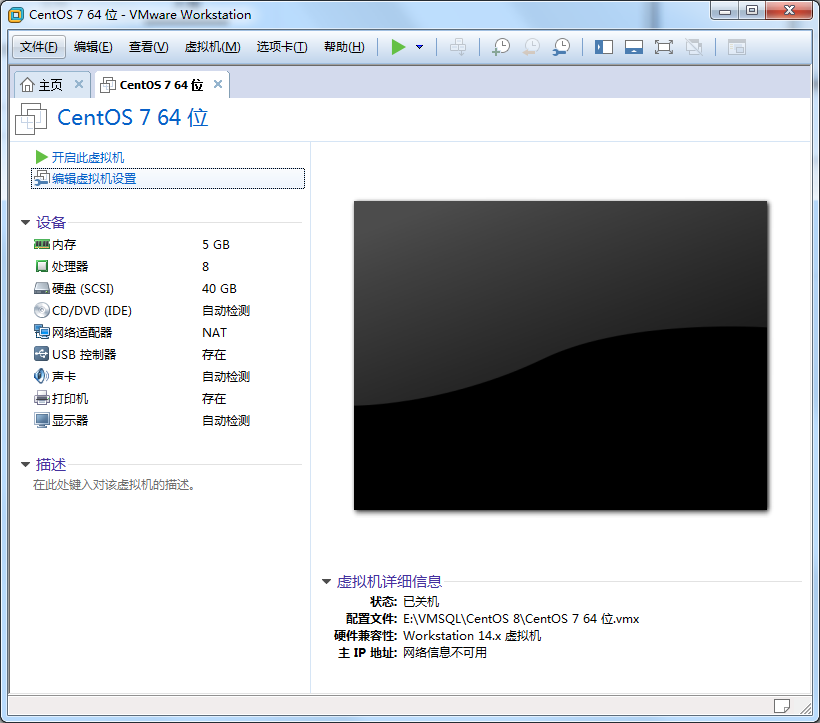 CentOS 7 64 位 - VMware Workstation
文件(F) 编辑(E) 查看(V) 虚拟机(M) 选项卡(T) 帮助(H)
主页 CentOS 7 64 位
CentOS 7 64 位
开启此虚拟机
编辑虚拟机设置
设备
内存 5 GB
处理器 8
硬盘 (SCSI) 40 GB
CD/DVD (IDE) 自动检测
网络适配器 NAT
USB 控制器 存在
声卡 自动检测
打印机 存在
显示器 自动检测
描述
在此处键入对该虚拟机的描述。
虚拟机详细信息
状态: 已关机
配置文件: E:\VMSQL\CentOS 8\CentOS 7 64 位.vmx
硬件兼容性: Workstation 14.x 虚拟机
主 IP 地址: 网络信息不可用